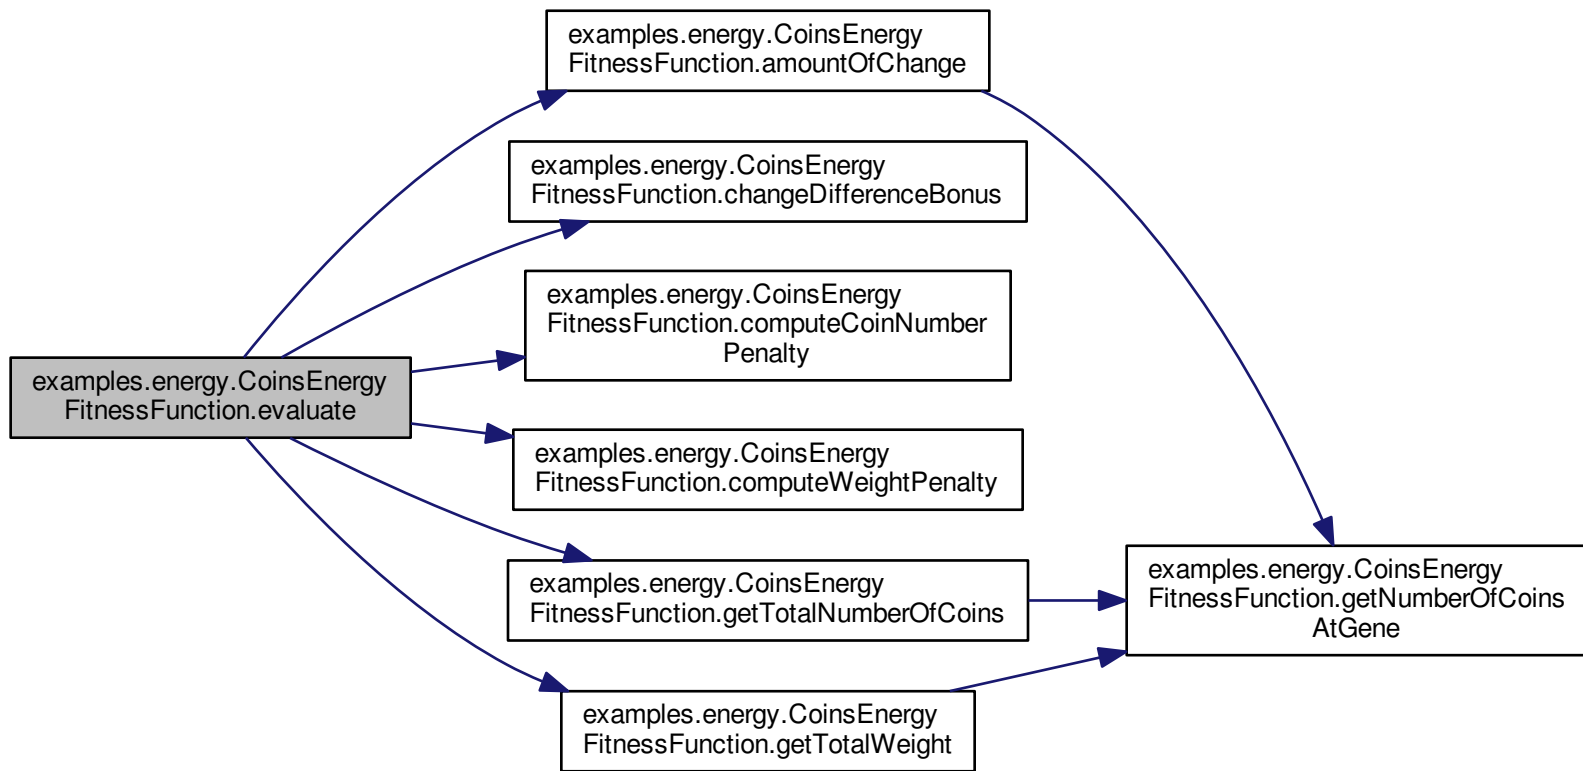 examples.energy.CoinsEnergy
FitnessFunction.amountOfChange
examples.energy.CoinsEnergy
FitnessFunction.changeDifferenceBonus
examples.energy.CoinsEnergy
FitnessFunction.computeCoinNumber
Penalty
examples.energy.CoinsEnergy
FitnessFunction.evaluate
examples.energy.CoinsEnergy
FitnessFunction.computeWeightPenalty
examples.energy.CoinsEnergy
FitnessFunction.getTotalNumberOfCoins
examples.energy.CoinsEnergy
FitnessFunction.getNumberOfCoins
AtGene
examples.energy.CoinsEnergy
FitnessFunction.getTotalWeight